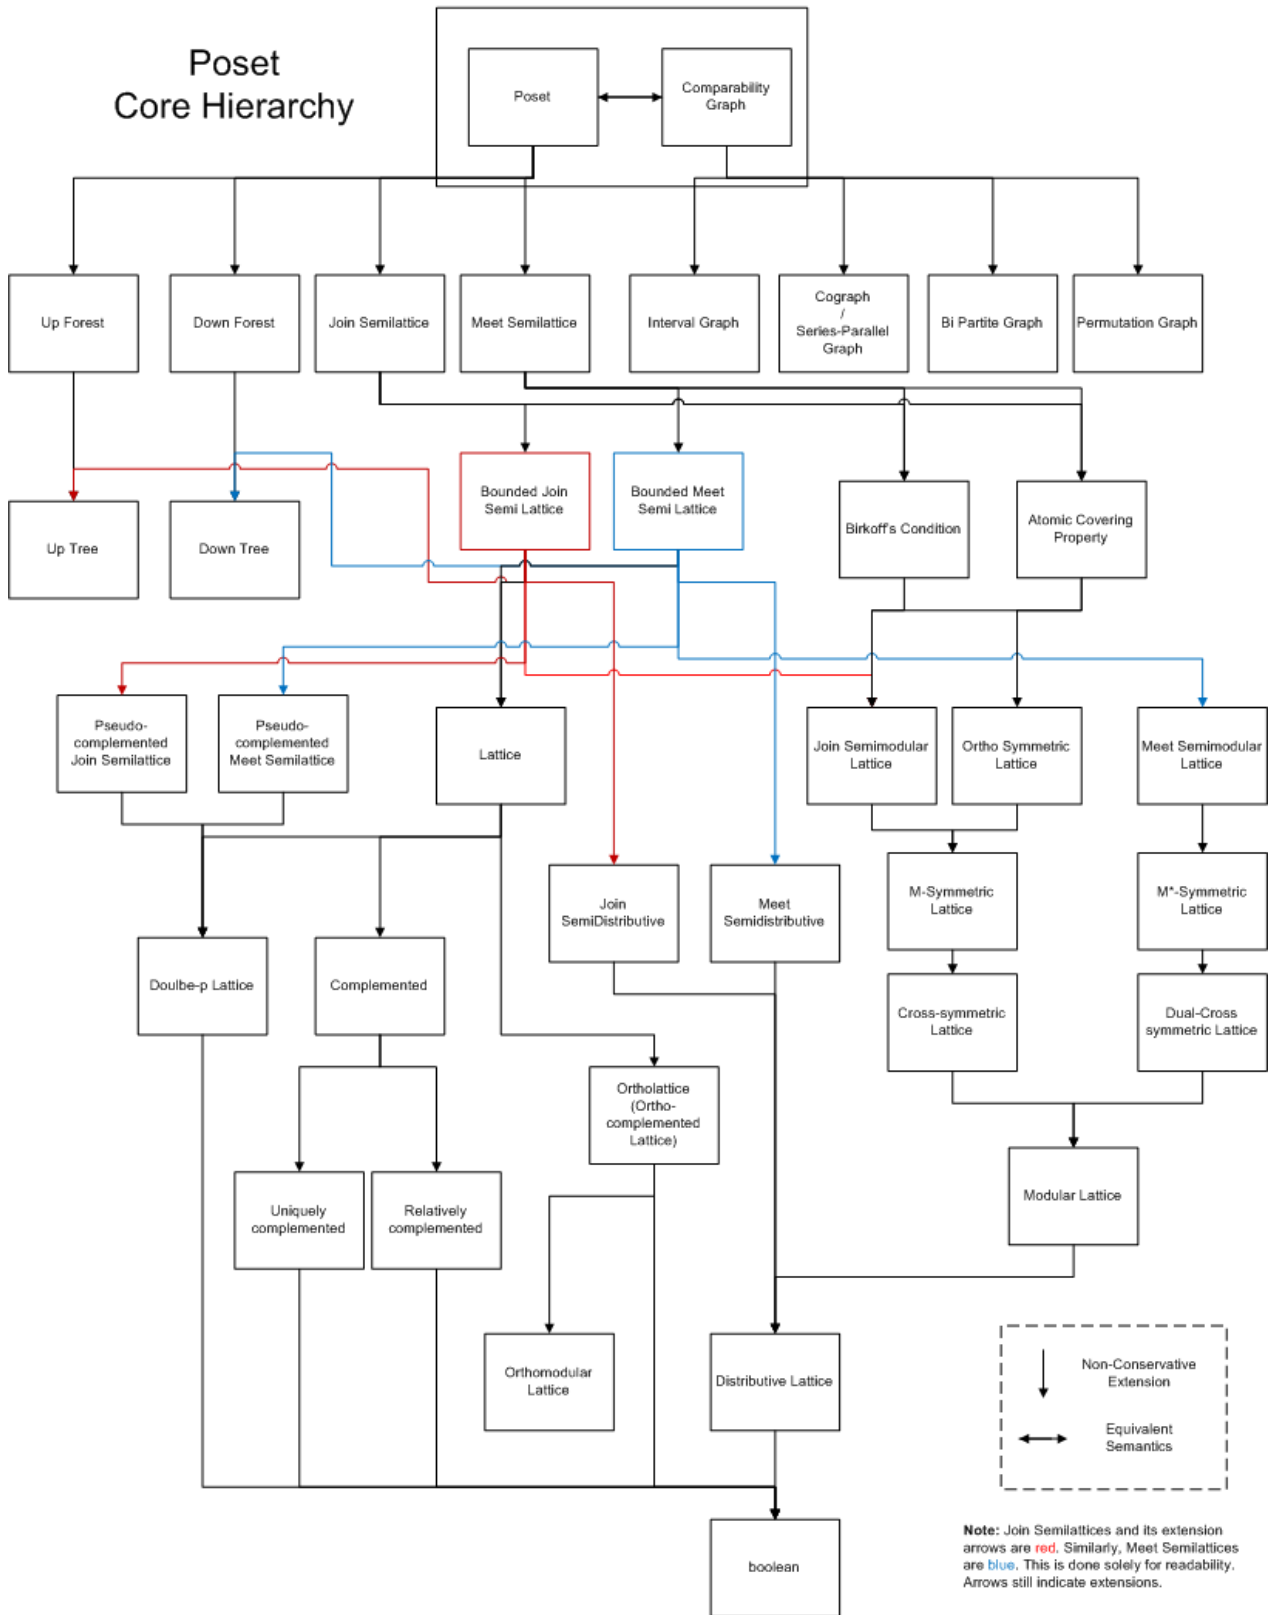 Poset
Core Hierarchy
Poset
Comparability
Graph
Up Forest
Down Forest
Join Semilattice
Meet Semilattice
Interval Graph
Cograph
/
Series-Parallel
Graph
Bi Partite Graph
Permutation Graph
Bounded Join
Semi Lattice
Bounded Meet
Semi Lattice
Birkoff's Condition
Atomic Covering
Property
Up Tree
Down Tree
Pseudo-
complemented
Join Semilattice
Pseudo-
complemented
Meet Semilattice
Lattice
Join Semimodular
Lattice
Ortho Symmetric
Lattice
Meet Semimodular
Lattice
Join
SemiDistributive
Meet
Semidistributive
M-Symmetric
Lattice
M*-Symmetric
Lattice
Doulbe-p Lattice
Complemented
Cross-symmetric
Lattice
Dual-Cross
symmetric Lattice
Ortholattice
(Ortho-
complemented
Lattice)
Uniquely
complemented
Relatively
complemented
Modular Lattice
Orthomodular
Lattice
Distributive Lattice
Non-Conservative
Extension
Equivalent
Semantics
boolean
Note: Join Semilattices and its extension
arrows are red. Similarly, Meet Semilattices
are blue. This is done solely for readability.
Arrows still indicate extensions.